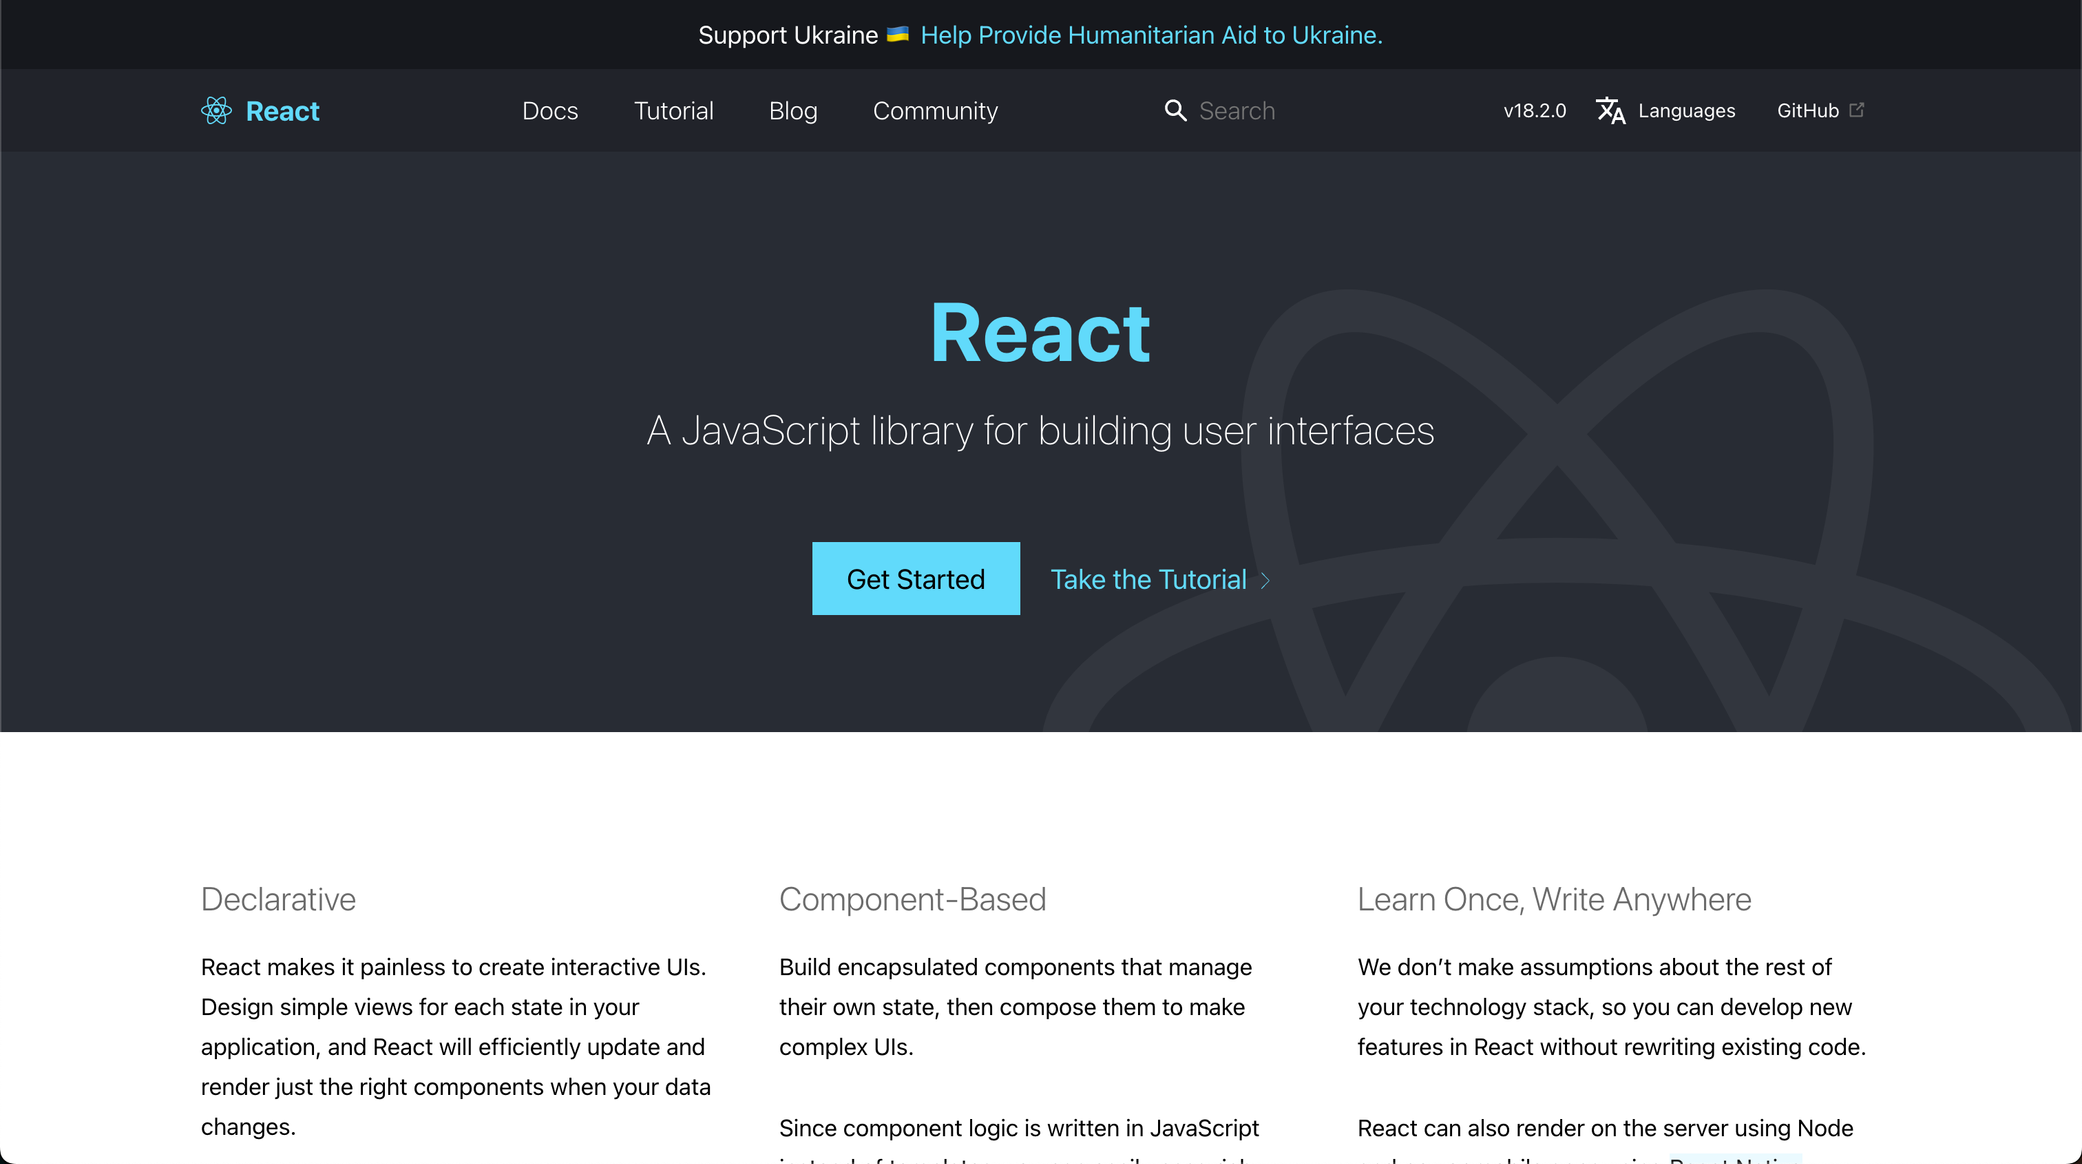 Support Ukraine 🇺🇦 Help Provide Humanitarian Aid to Ukraine.
React
Docs
Tutorial
Blog
Community
Search
v18.2.0
Languages
GitHub
React
A JavaScript library for building user interfaces
Get Started
Take the Tutorial
Declarative
React makes it painless to create interactive UIs.
Design simple views for each state in your
application, and React will efficiently update and
render just the right components when your data
changes.
Component-Based
Build encapsulated components that manage
their own state, then compose them to make
complex UIs.
Since component logic is written in JavaScript
Learn Once, Write Anywhere
We don’t make assumptions about the rest of
your technology stack, so you can develop new
features in React without rewriting existing code.
React can also render on the server using Node